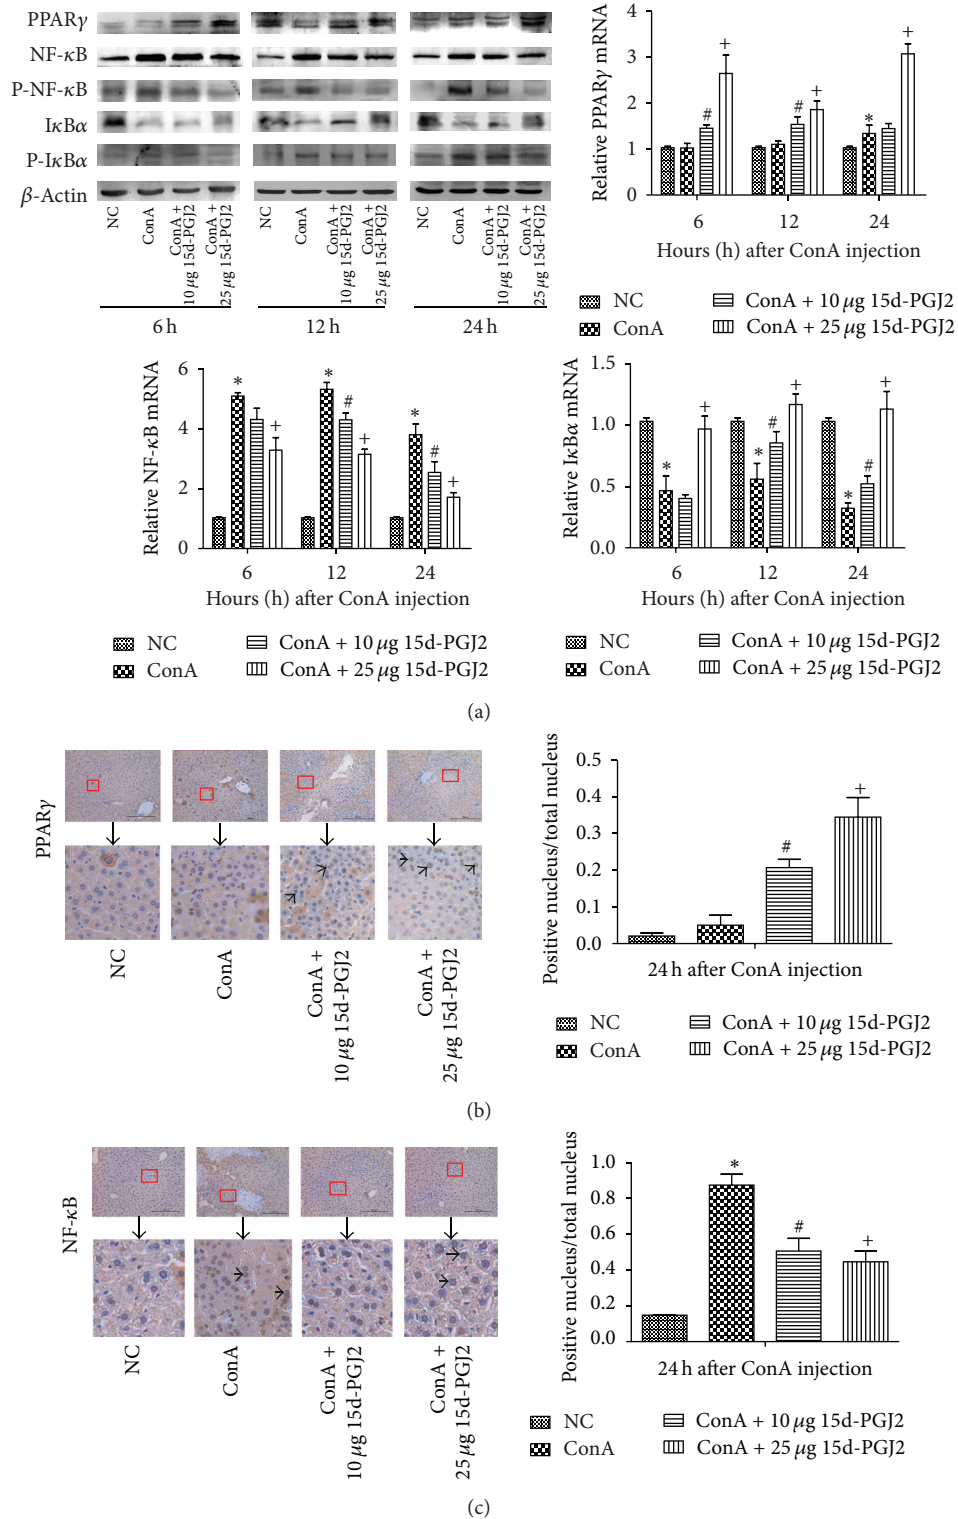 PPARγ
NF-κB
P-NF-κB
IκBα
P-IκBα
β-Actin
NC
ConA
ConA +
10 μg 15d-PGJ2
ConA +
25 μg 15d-PGJ2
NC
ConA
ConA +
10 μg 15d-PGJ2
ConA +
25 μg 15d-PGJ2
NC
ConA
ConA +
10 μg 15d-PGJ2
ConA +
25 μg 15d-PGJ2
6 h
12 h
24 h
Relative PPARγ mRNA
4
3
2
1
0
#
+
#
+
*
+
6
12
24
Hours (h) after ConA injection
NC
ConA
ConA + 10 μg 15d-PGJ2
ConA + 25 μg 15d-PGJ2
Relative NF-κB mRNA
6
4
2
0
*
+
*
#
+
*
#
+
6
12
24
Hours (h) after ConA injection
NC
ConA
ConA + 10 μg 15d-PGJ2
ConA + 25 μg 15d-PGJ2
Relative IκBα mRNA
1.5
1.0
0.5
0.0
*
+
*
#
+
*
#
+
6
12
24
Hours (h) after ConA injection
NC
ConA
ConA + 10 μg 15d-PGJ2
ConA + 25 μg 15d-PGJ2
(a)
PPARγ
NC
ConA
ConA +
10 μg 15d-PGJ2
ConA +
25 μg 15d-PGJ2
Positive nucleus/total nucleus
0.5
0.4
0.3
0.2
0.1
0.0
#
+
24 h after ConA injection
NC
ConA
ConA + 10 μg 15d-PGJ2
ConA + 25 μg 15d-PGJ2
(b)
NF-κB
NC
ConA
ConA +
10 μg 15d-PGJ2
ConA +
25 μg 15d-PGJ2
Positive nucleus/total nucleus
1.0
0.8
0.6
0.4
0.2
0.0
*
#
+
24 h after ConA injection
NC
ConA
ConA + 10 μg 15d-PGJ2
ConA + 25 μg 15d-PGJ2
(c)